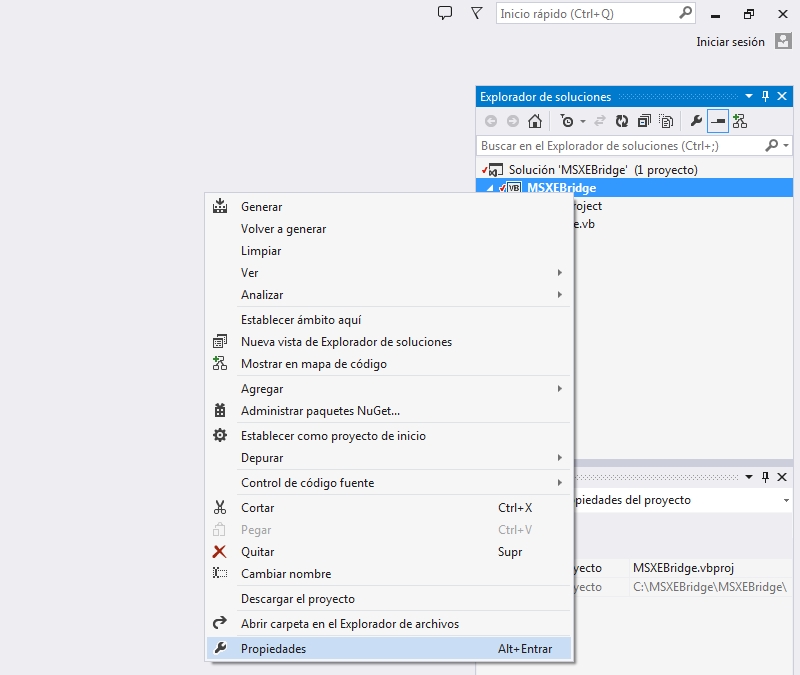 Inicio rápido (Ctrl+Q)
Iniciar sesión
Explorador de soluciones
Buscar en el Explorador de soluciones (Ctrl+;)
Solución 'MSXEBridge' (1 proyecto)
VB MSXEBridge
oject
e.vb
Generar
Volver a generar
Limpiar
Ver
Analizar
Establecer ámbito aquí
Nueva vista de Explorador de soluciones
Mostrar en mapa de código
Agregar
Administrar paquetes NuGet...
Establecer como proyecto de inicio
Depurar
Control de código fuente
Cortar Ctrl+X
Pegar Ctrl+V
Quitar Supr
Cambiar nombre
Descargar el proyecto
Abrir carpeta en el Explorador de archivos
Propiedades Alt+Entrar
piedades del proyecto
yecto MSXEBridge.vbproj
yecto C:\MSXEBridge\MSXEBridge\